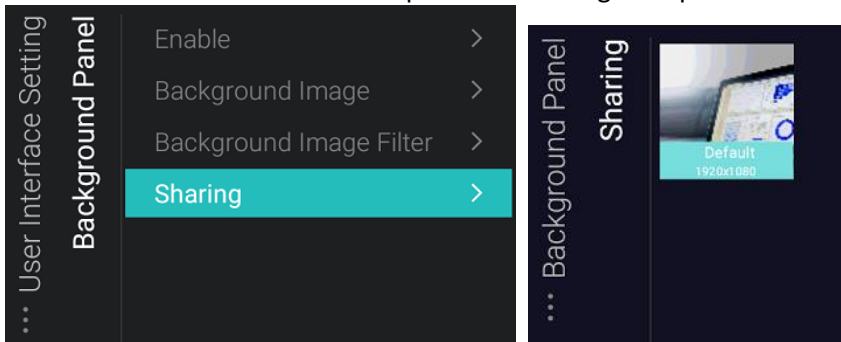 ... User Interface Setting
Background Panel
Enable >
Background Image >
Background Image Filter >
Sharing >
... Background Panel
Sharing
Default
1920x1080